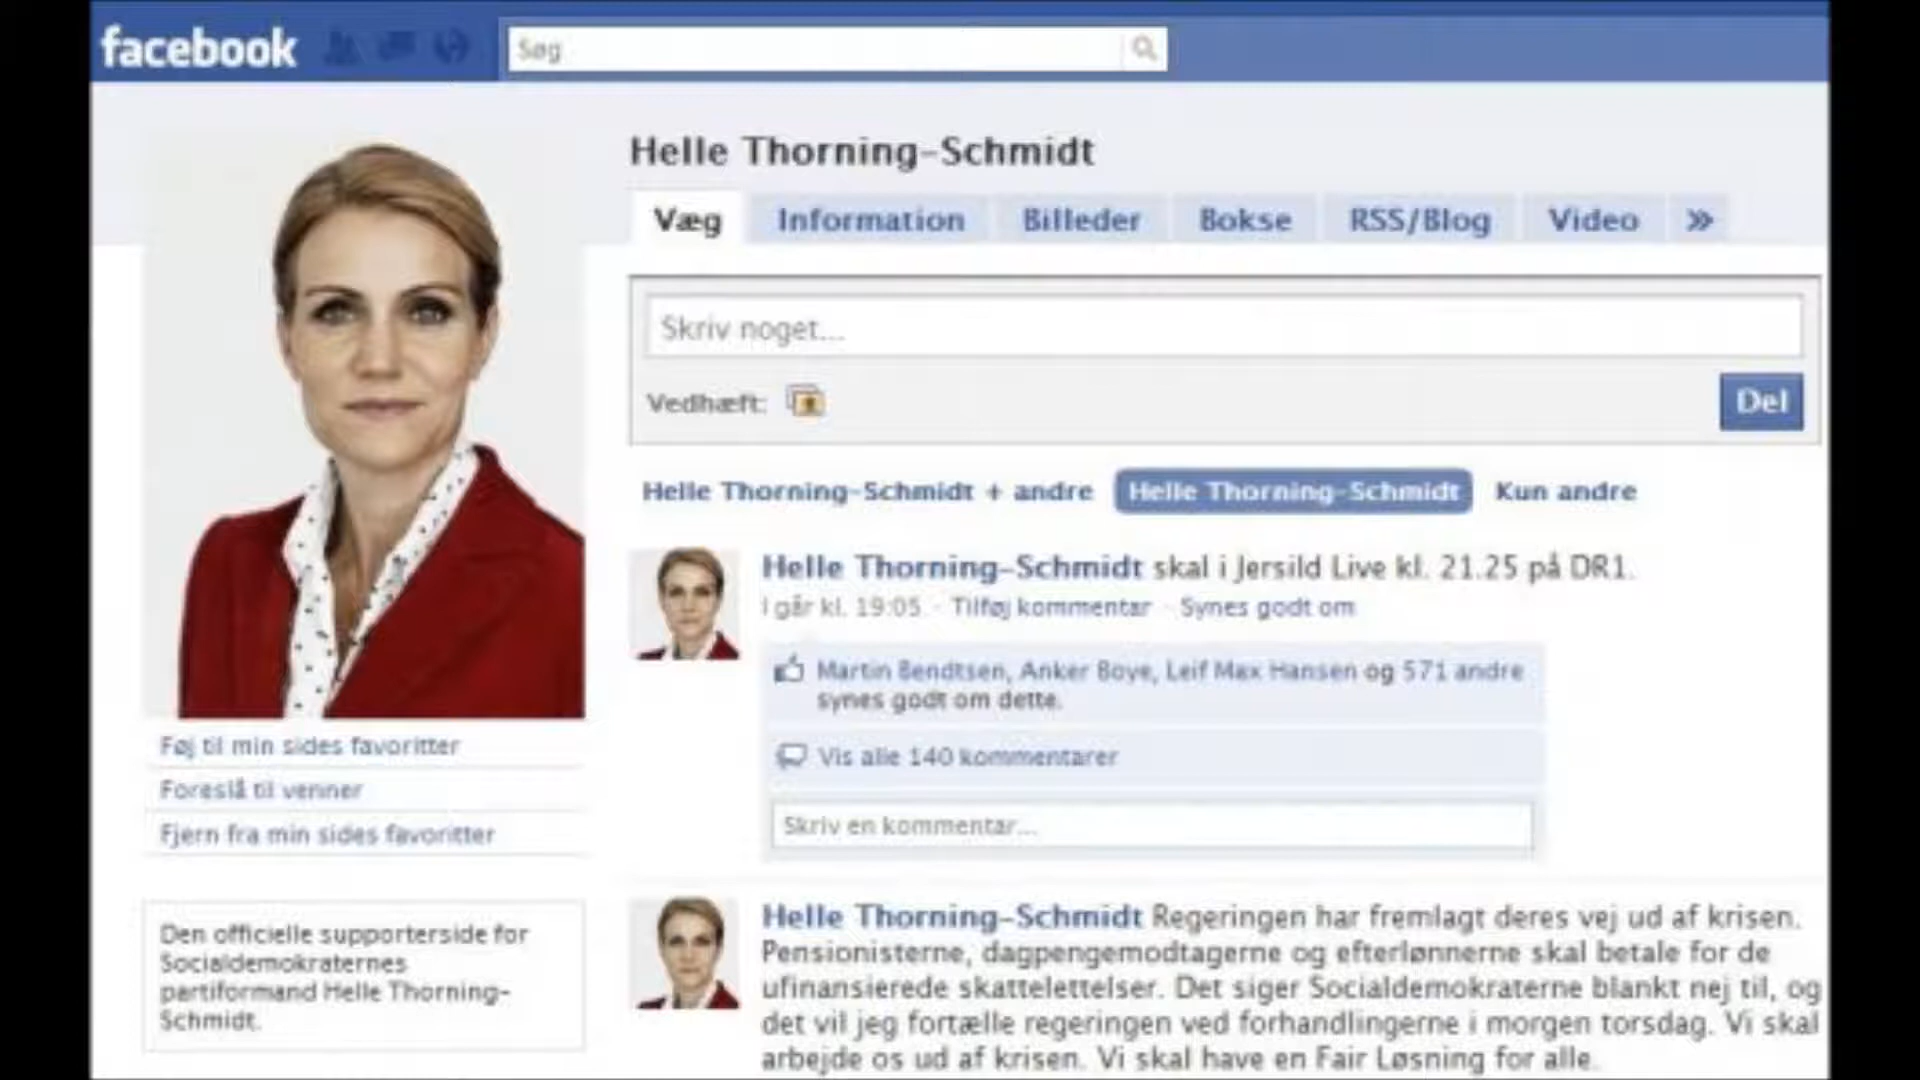 facebook
Søg
Helle Thorning-Schmidt
Væg Information Billeder Bokse RSS/Blog Video »
Skriv noget...
Vedhæft:
Del
Helle Thorning-Schmidt + andre Helle Thorning-Schmidt Kun andre
Helle Thorning-Schmidt skal i Jersild Live kl. 21.25 på DR1.
I går kl. 19:05 · Tilføj kommentar · Synes godt om
Martin Bendtsen, Anker Boye, Leif Max Hansen og 571 andre
synes godt om dette.
Vis alle 140 kommentarer
Skriv en kommentar...
Helle Thorning-Schmidt Regeringen har fremlagt deres vej ud af krisen.
Pensionisterne, dagpengemodtagerne og efterlønnerne skal betale for de
ufinansierede skattelettelser. Det siger Socialdemokraterne blankt nej til, og
det vil jeg fortælle regeringen ved forhandlingerne i morgen torsdag. Vi skal
arbejde os ud af krisen. Vi skal have en Fair Løsning for alle.
Føj til min sides favoritter
Foreslå til venner
Fjern fra min sides favoritter
Den officielle supporterside for
Socialdemokraternes
partiformand Helle Thorning-
Schmidt.